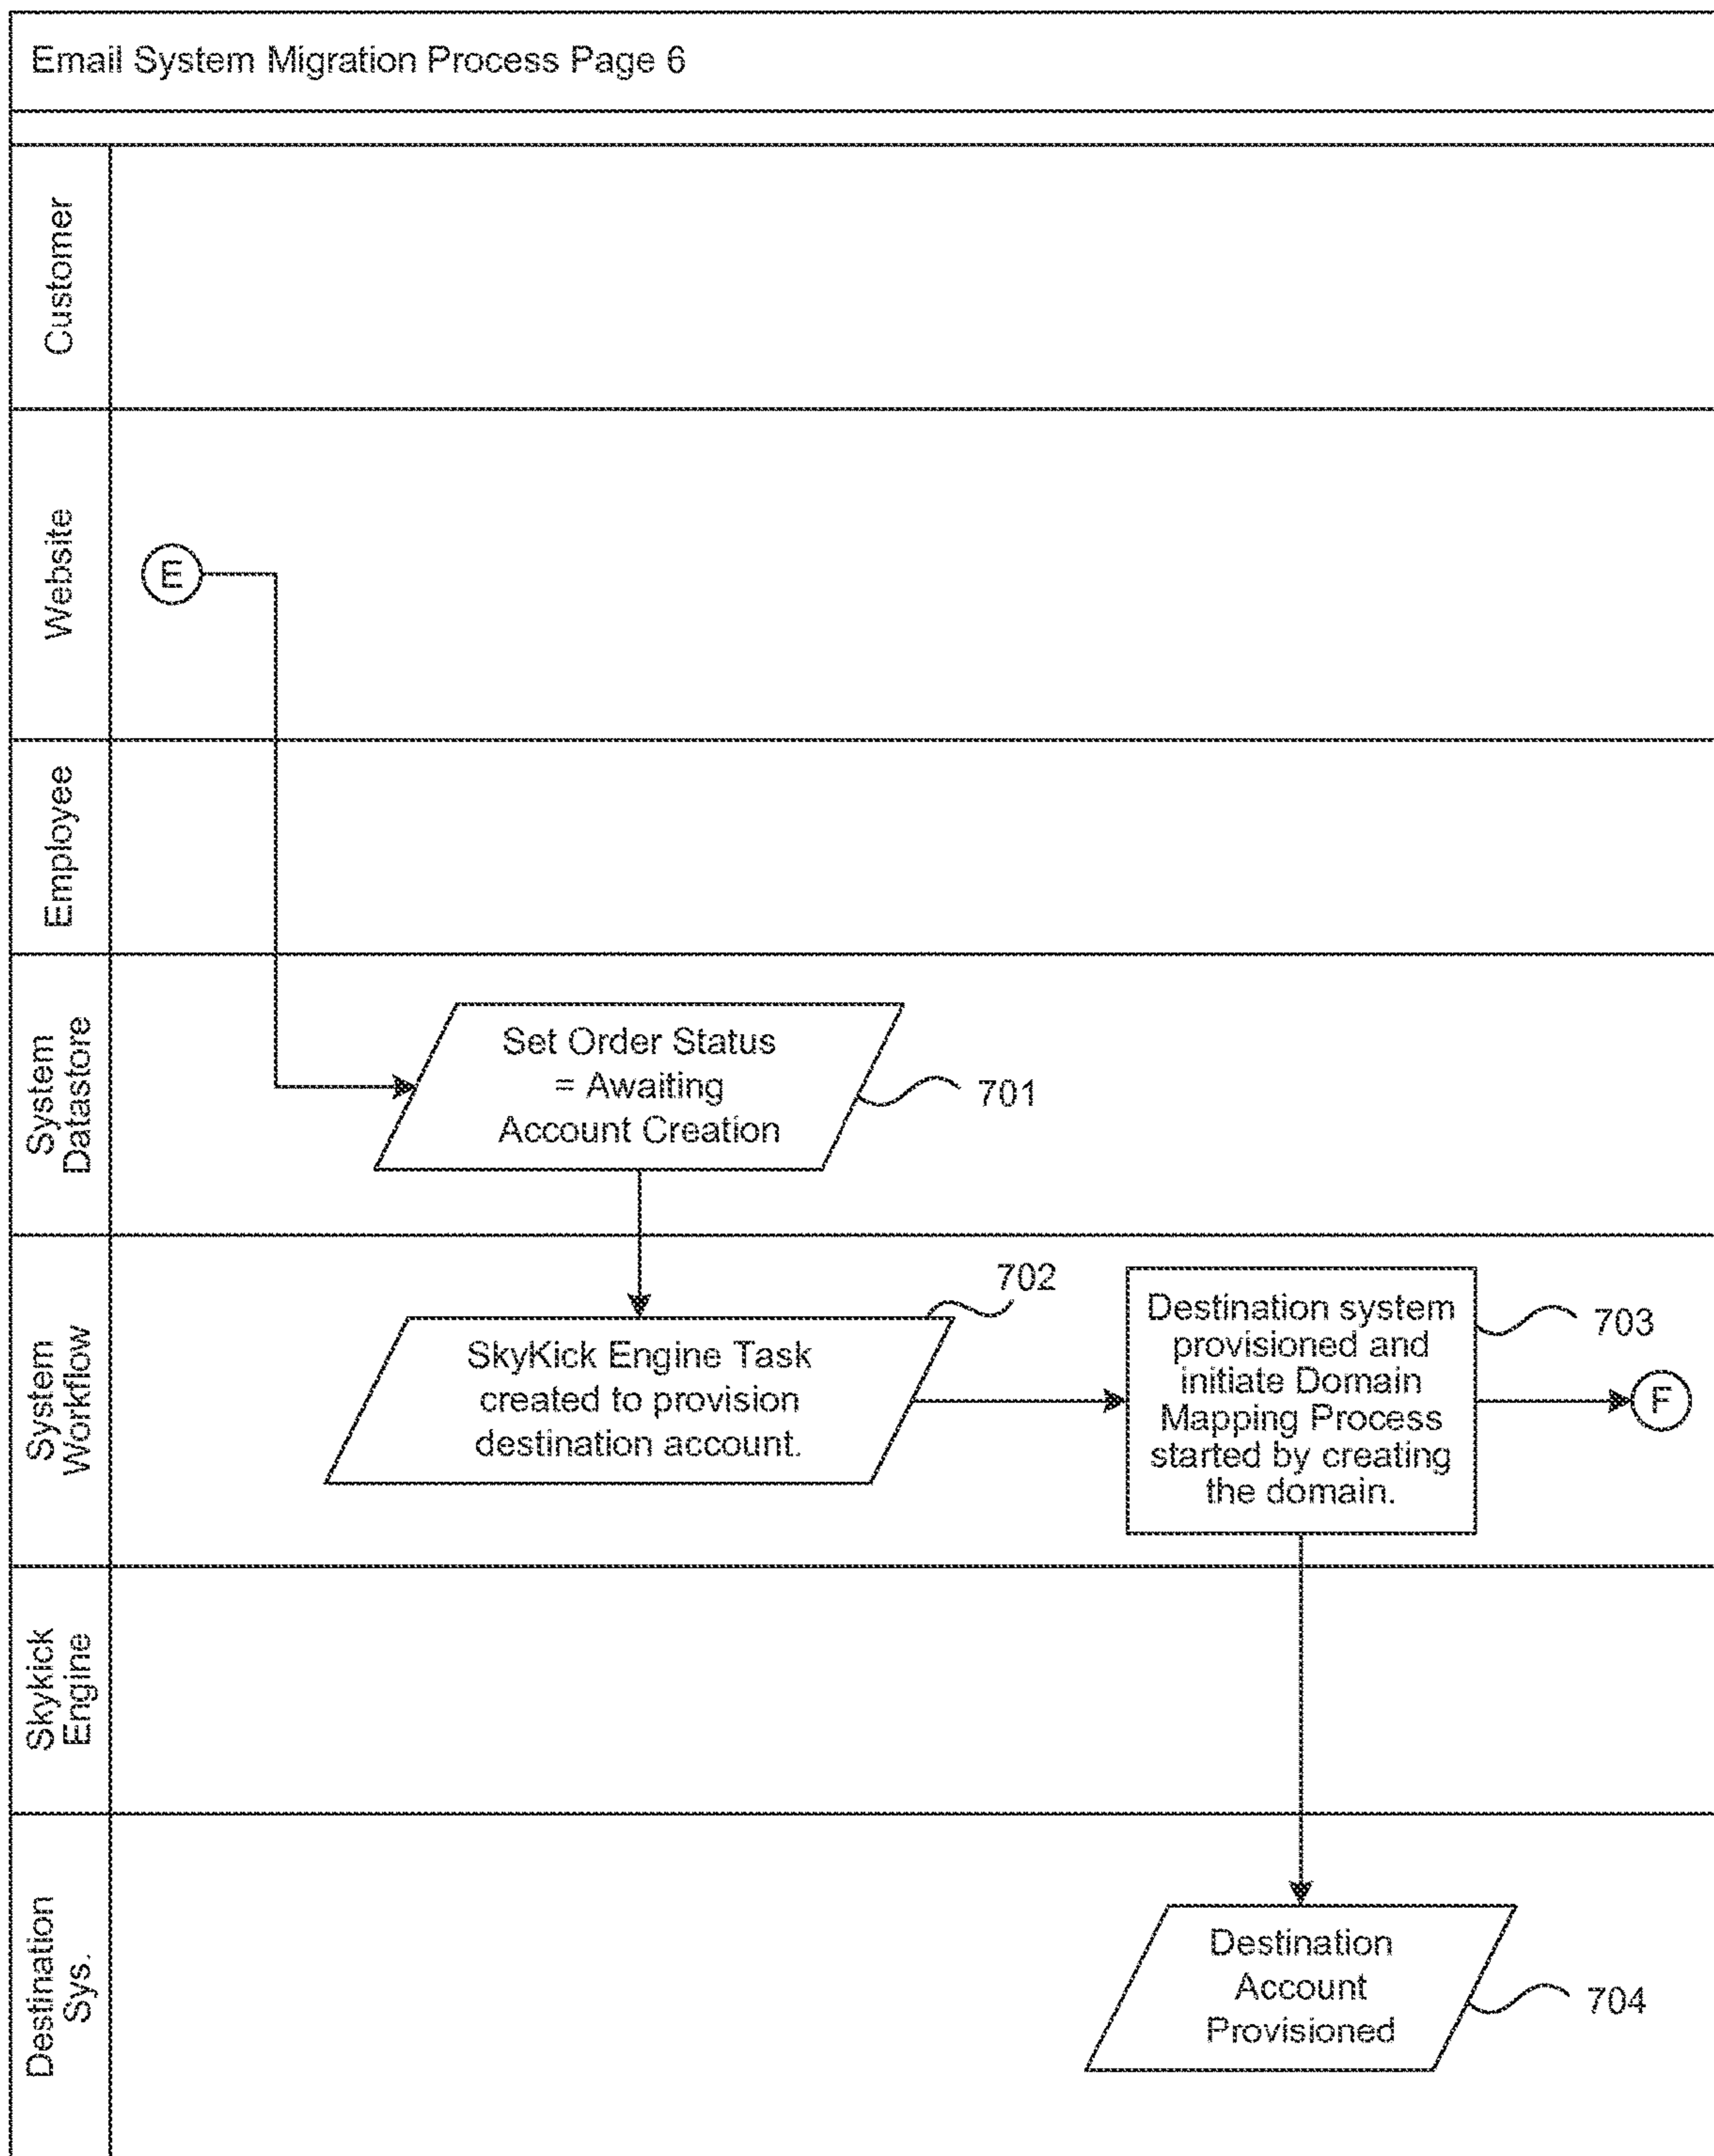 Email System Migration Process Page 6
Customer
Website
E
Employee
System
Datastore
Set Order Status
= Awaiting
Account Creation
701
System
Workflow
702
SkyKick Engine Task
created to provision
destination account.
Destination system
provisioned and
initiate Domain
Mapping Process
started by creating
the domain.
703
F
Skykick
Engine
Destination
Sys.
Destination
Account
Provisioned
704